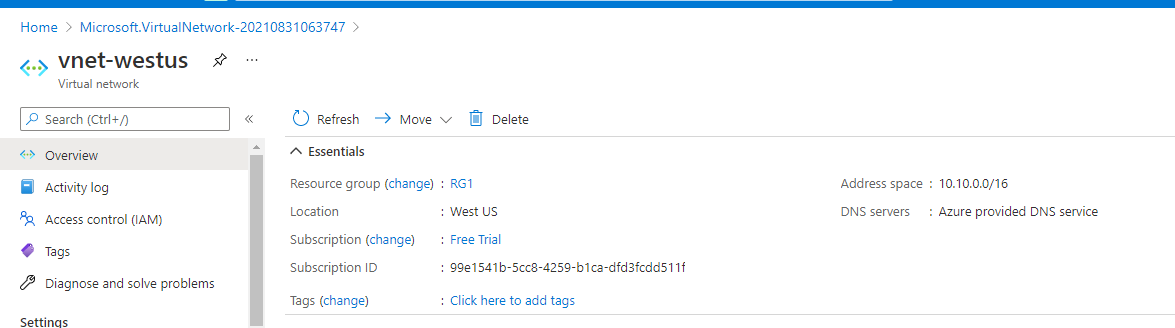 Home > Microsoft.VirtualNetwork-20210831063747 >
vnet-westus ...
Virtual network
Search (Ctrl+/) «
Refresh Move Delete
Essentials
Overview
Activity log
Access control (IAM)
Tags
Diagnose and solve problems
Settings
Resource group (change) : RG1
Location : West US
Subscription (change) : Free Trial
Subscription ID : 99e1541b-5cc8-4259-b1ca-dfd3fcdd511f
Tags (change) : Click here to add tags
Address space : 10.10.0.0/16
DNS servers : Azure provided DNS service